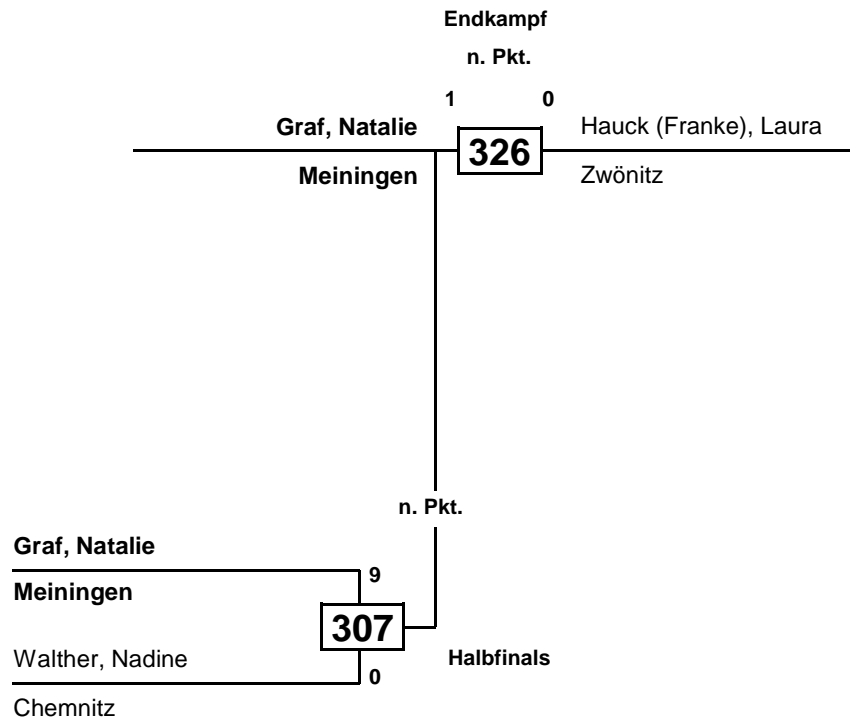 Endkampf
n. Pkt.
1 0
Graf, Natalie 326 Hauck (Franke), Laura
Meiningen Zwönitz
n. Pkt.
Graf, Natalie
9
Meiningen
307
Walther, Nadine Halbfinals
0
Chemnitz